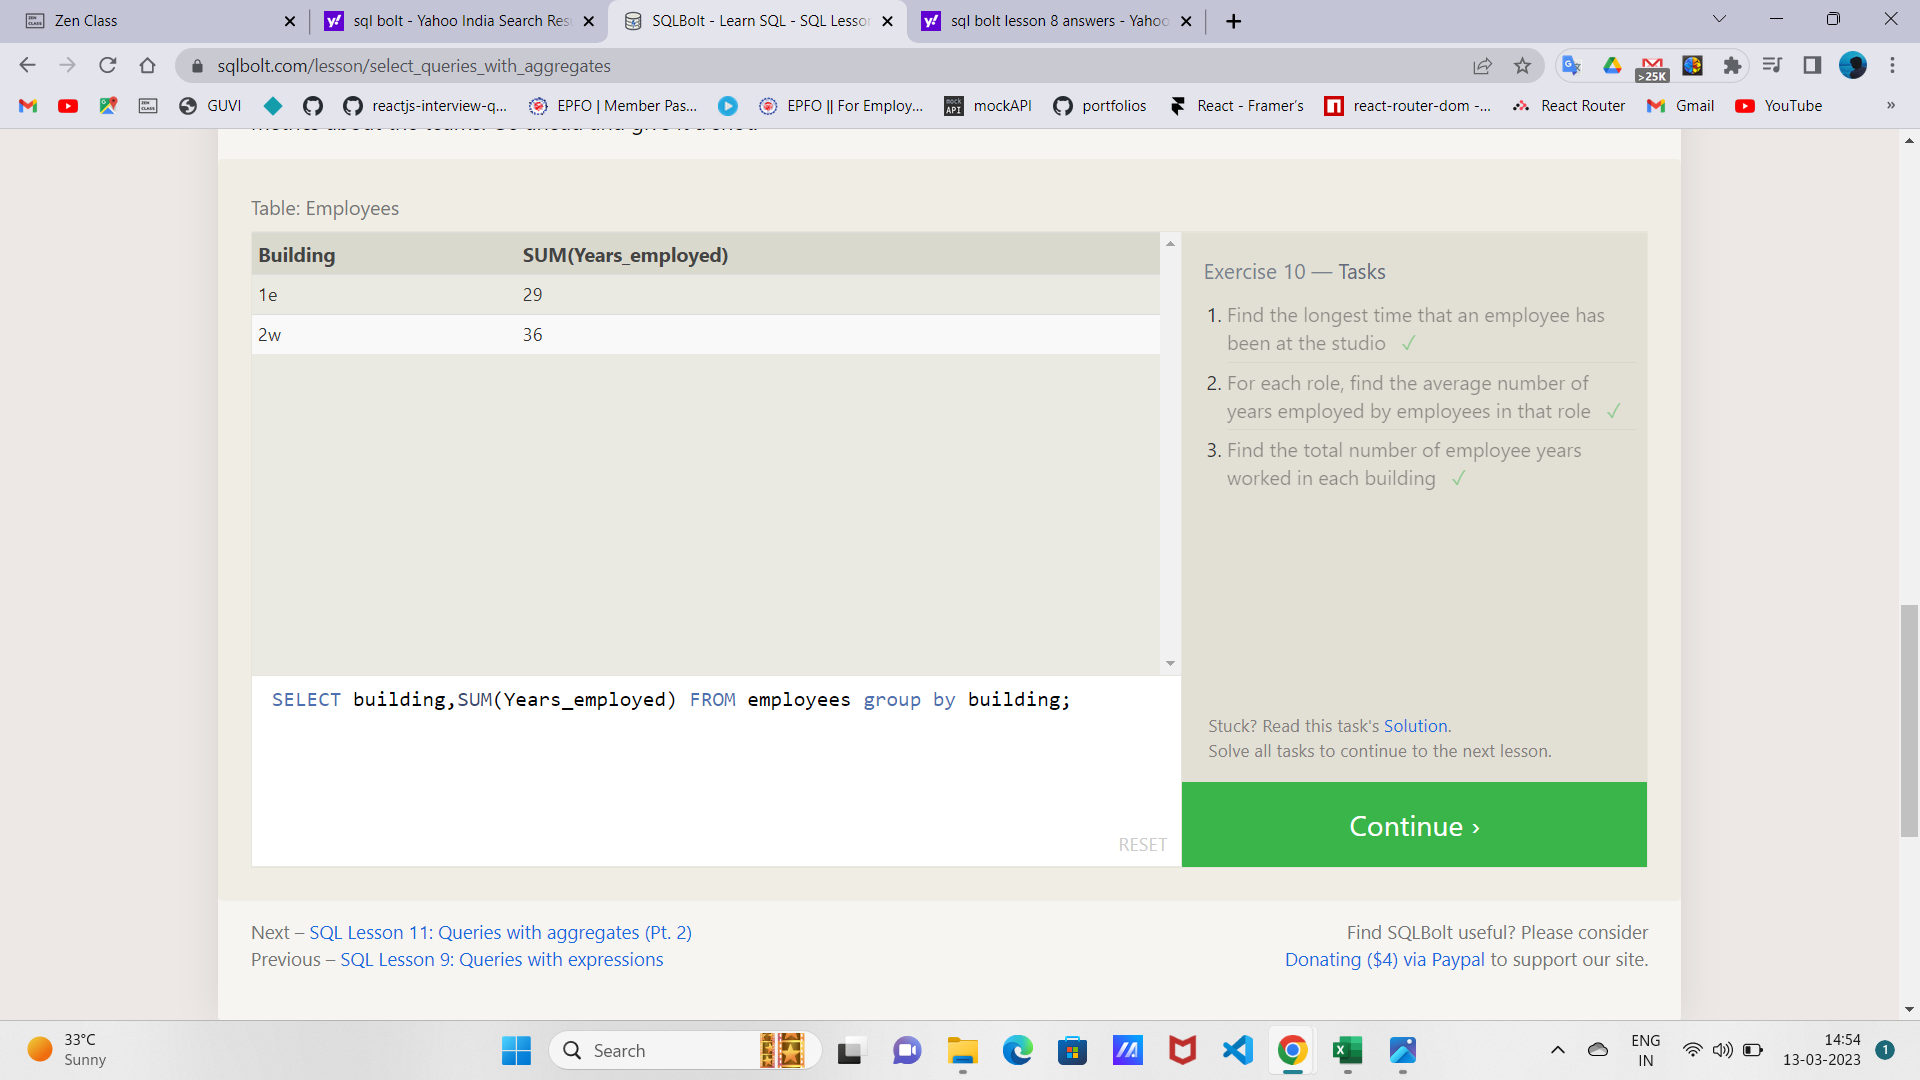 Zen Class
sql bolt - Yahoo India Search Res
SQLBolt - Learn SQL - SQL Lesson
sql bolt lesson 8 answers - Yahoo
sqlbolt.com/lesson/select_queries_with_aggregates
>25K
GUVI
reactjs-interview-q...
EPFO | Member Pas...
EPFO || For Employ...
mock API
mockAPI
portfolios
React - Framer's
react-router-dom -...
React Router
Gmail
YouTube
»
Table: Employees
Building SUM(Years_employed)
1e 29
2w 36
Exercise 10 — Tasks
1. Find the longest time that an employee has
been at the studio ✓
2. For each role, find the average number of
years employed by employees in that role ✓
3. Find the total number of employee years
worked in each building ✓
SELECT building,SUM(Years_employed) FROM employees group by building;
RESET
Stuck? Read this task's Solution.
Solve all tasks to continue to the next lesson.
Continue ›
Next – SQL Lesson 11: Queries with aggregates (Pt. 2)
Previous – SQL Lesson 9: Queries with expressions
Find SQLBolt useful? Please consider
Donating ($4) via Paypal to support our site.
33°C
Sunny
Search
ENG
IN
14:54
13-03-2023
1